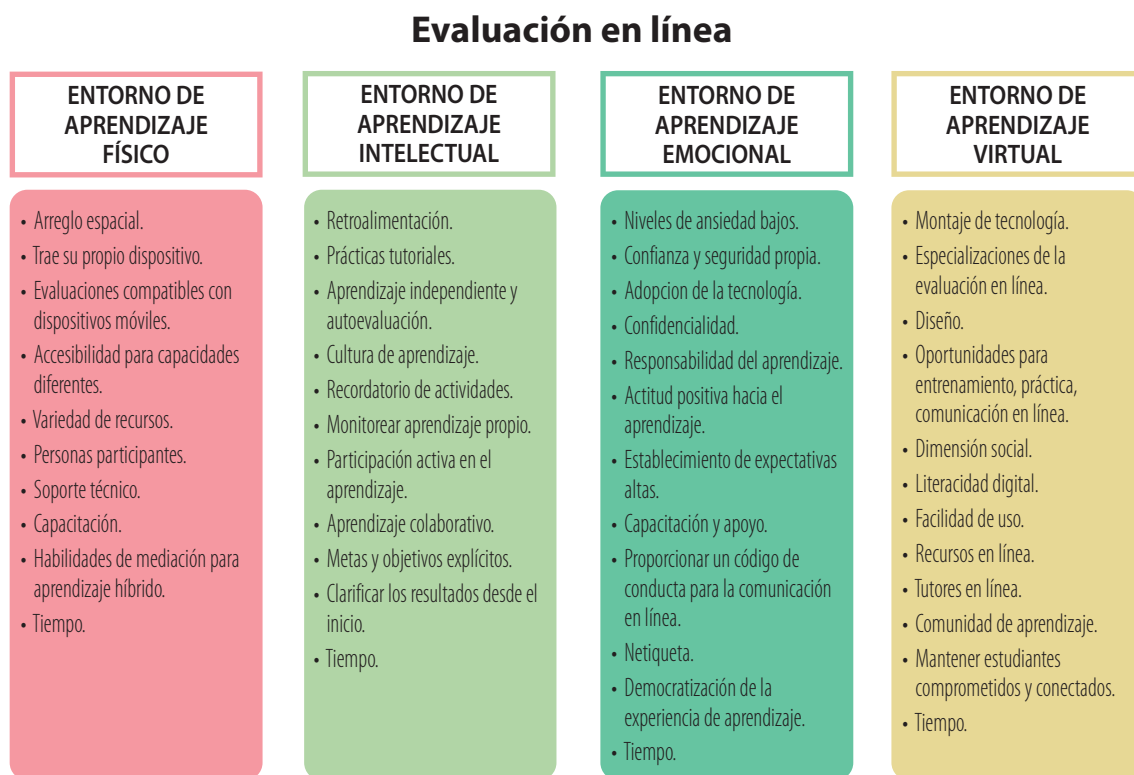 Evaluación en línea
ENTORNO DE
APRENDIZAJE
FÍSICO
• Arreglo espacial.
• Trae su propio dispositivo.
• Evaluaciones compatibles con
dispositivos móviles.
• Accesibilidad para capacidades
diferentes.
• Variedad de recursos.
• Personas participantes.
• Soporte técnico.
• Capacitación.
• Habilidades de mediación para
aprendizaje híbrido.
• Tiempo.
ENTORNO DE
APRENDIZAJE
INTELECTUAL
• Retroalimentación.
• Prácticas tutoriales.
• Aprendizaje independiente y
autoevaluación.
• Cultura de aprendizaje.
• Recordatorio de actividades.
• Monitorear aprendizaje propio.
• Participación activa en el
aprendizaje.
• Aprendizaje colaborativo.
• Metas y objetivos explícitos.
• Clarificar los resultados desde el
inicio.
• Tiempo.
ENTORNO DE
APRENDIZAJE
EMOCIONAL
• Niveles de ansiedad bajos.
• Confianza y seguridad propia.
• Adopcion de la tecnología.
• Confidencialidad.
• Responsabilidad del aprendizaje.
• Actitud positiva hacia el
aprendizaje.
• Establecimiento de expectativas
altas.
• Capacitación y apoyo.
• Proporcionar un código de
conducta para la comunicación
en línea.
• Netiqueta.
• Democratización de la
experiencia de aprendizaje.
• Tiempo.
ENTORNO DE
APRENDIZAJE
VIRTUAL
• Montaje de tecnología.
• Especializaciones de la
evaluación en línea.
• Diseño.
• Oportunidades para
entrenamiento, práctica,
comunicación en línea.
• Dimensión social.
• Literacidad digital.
• Facilidad de uso.
• Recursos en línea.
• Tutores en línea.
• Comunidad de aprendizaje.
• Mantener estudiantes
comprometidos y conectados.
• Tiempo.